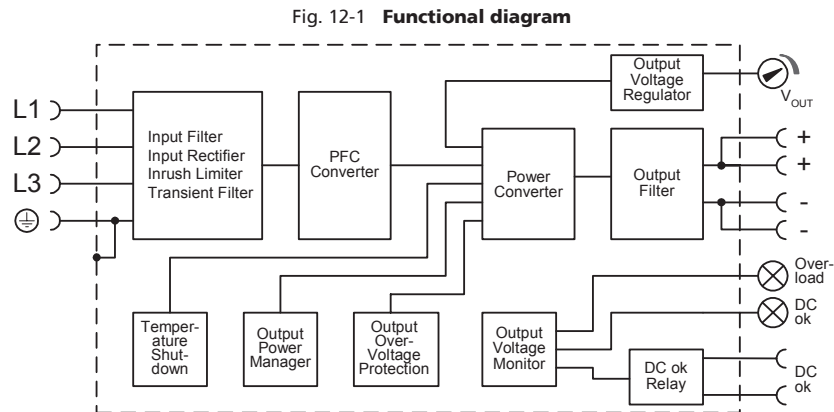 Fig. 12-1 Functional diagram
L1
L2
L3
Input Filter
Input Rectifier
Inrush Limiter
Transient Filter
PFC
Converter
Power
Converter
Output
Voltage
Regulator
VOUT
Output
Filter
+
+
-
-
Temper-
ature
Shut-
down
Output
Power
Manager
Output
Over-
Voltage
Protection
Output
Voltage
Monitor
Over-
load
DC
ok
DC ok
Relay
DC
ok